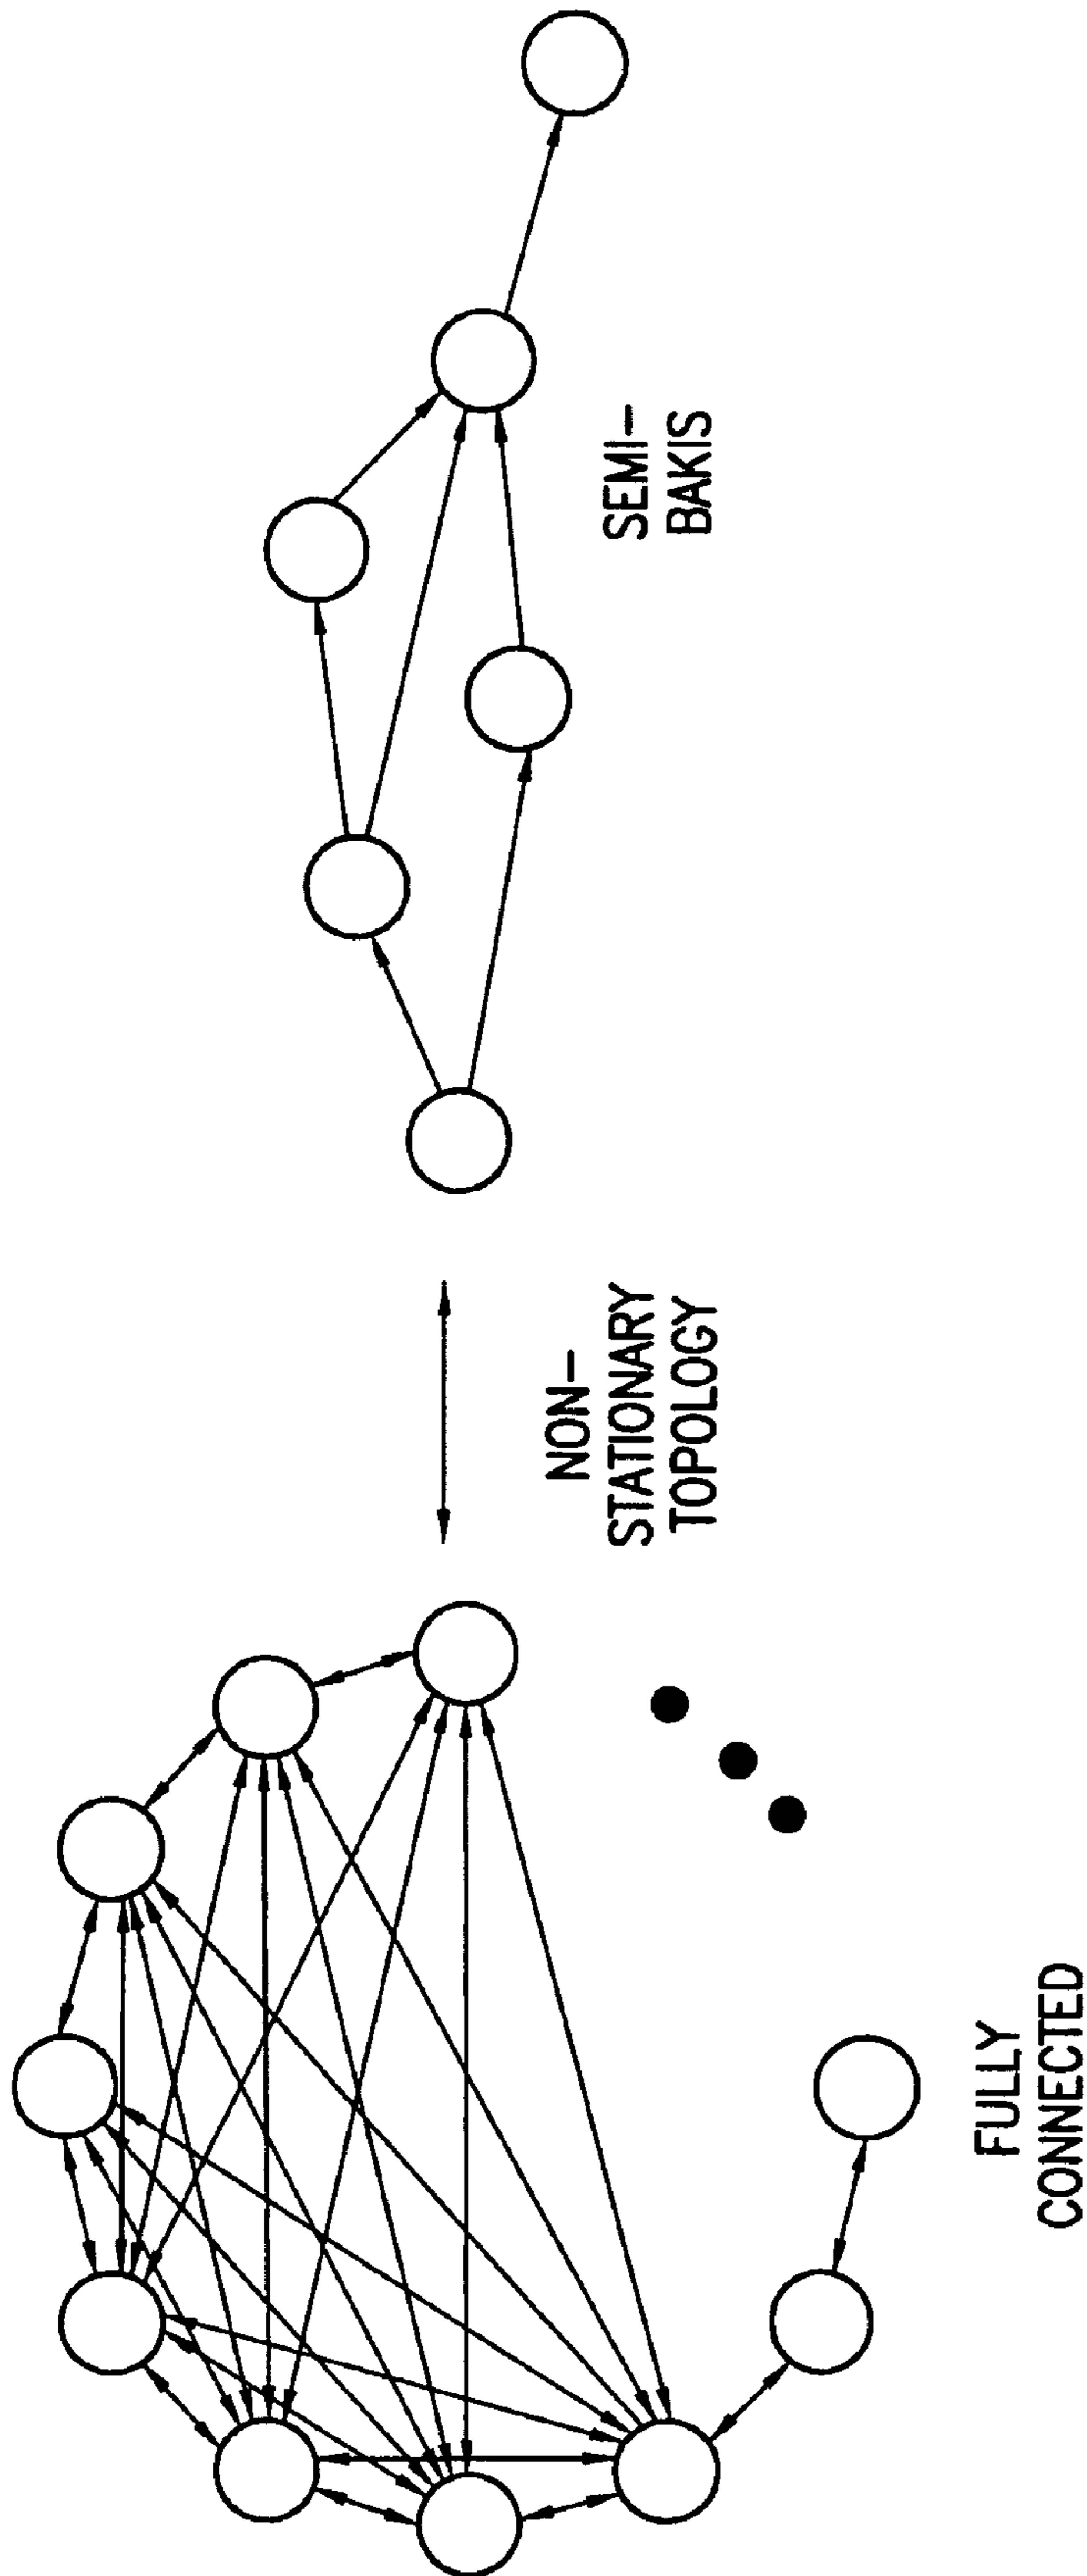 FULLY
CONNECTED
NON-
STATIONARY
TOPOLOGY
SEMI-
BAKIS